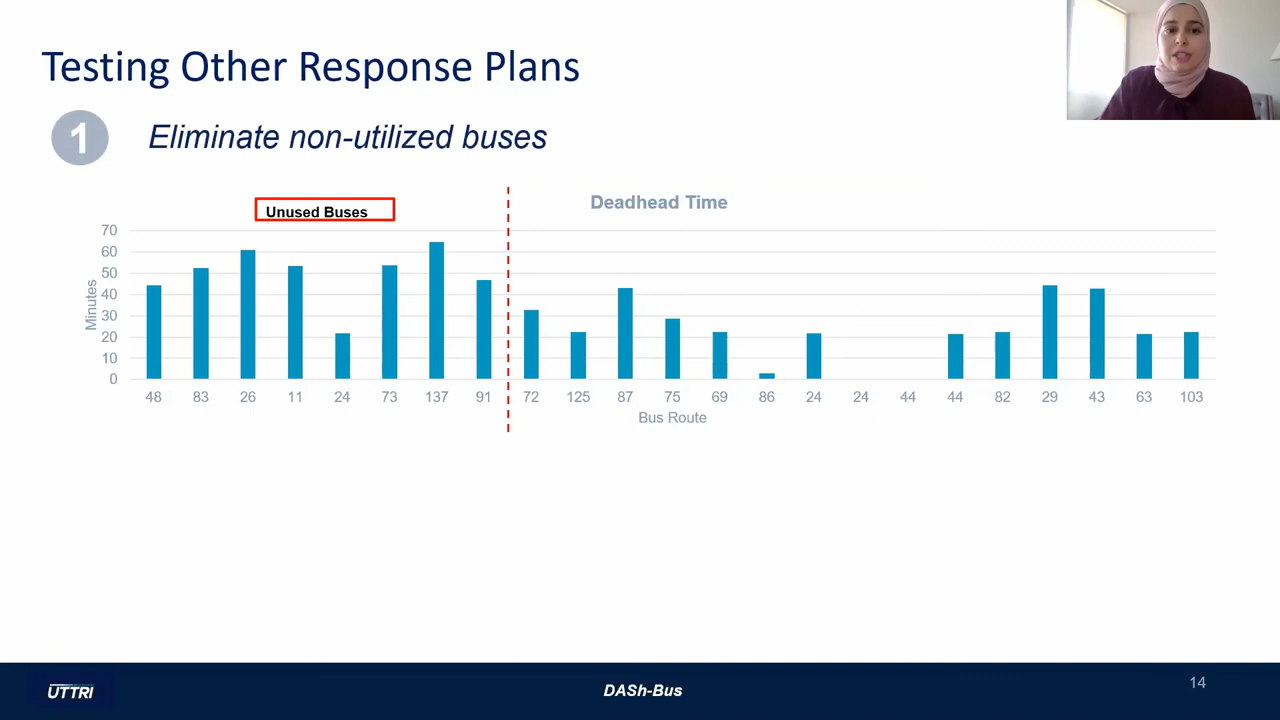 Testing Other Response Plans
1
Eliminate non-utilized buses
Unused Buses
Deadhead Time
70
60
50
40
30
20
10
0
Minutes
48 83 26 11 24 73 137 91 72 125 87 75 69 86 24 24 44 44 82 29 43 63 103
Bus Route
UTTRI
DASh-Bus
14